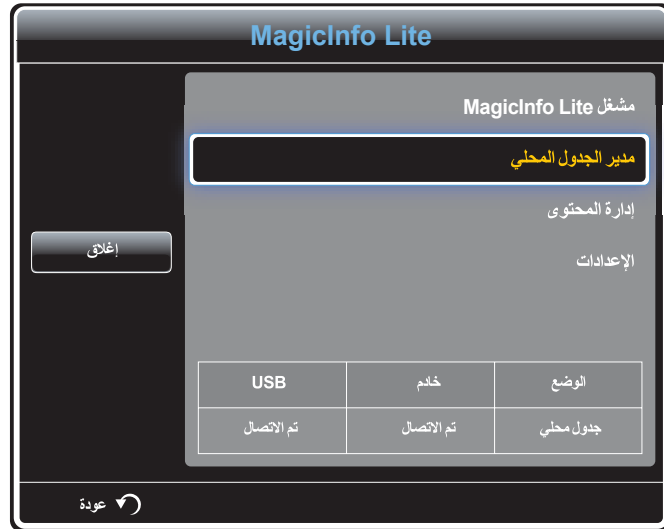 MagicInfo Lite
مشغل MagicInfo Lite
مدير الجدول المحلي
إدارة المحتوى
الإعدادات
إغلاق
الوضع خادم USB
جدول محلي تم الاتصال تم الاتصال
عودة